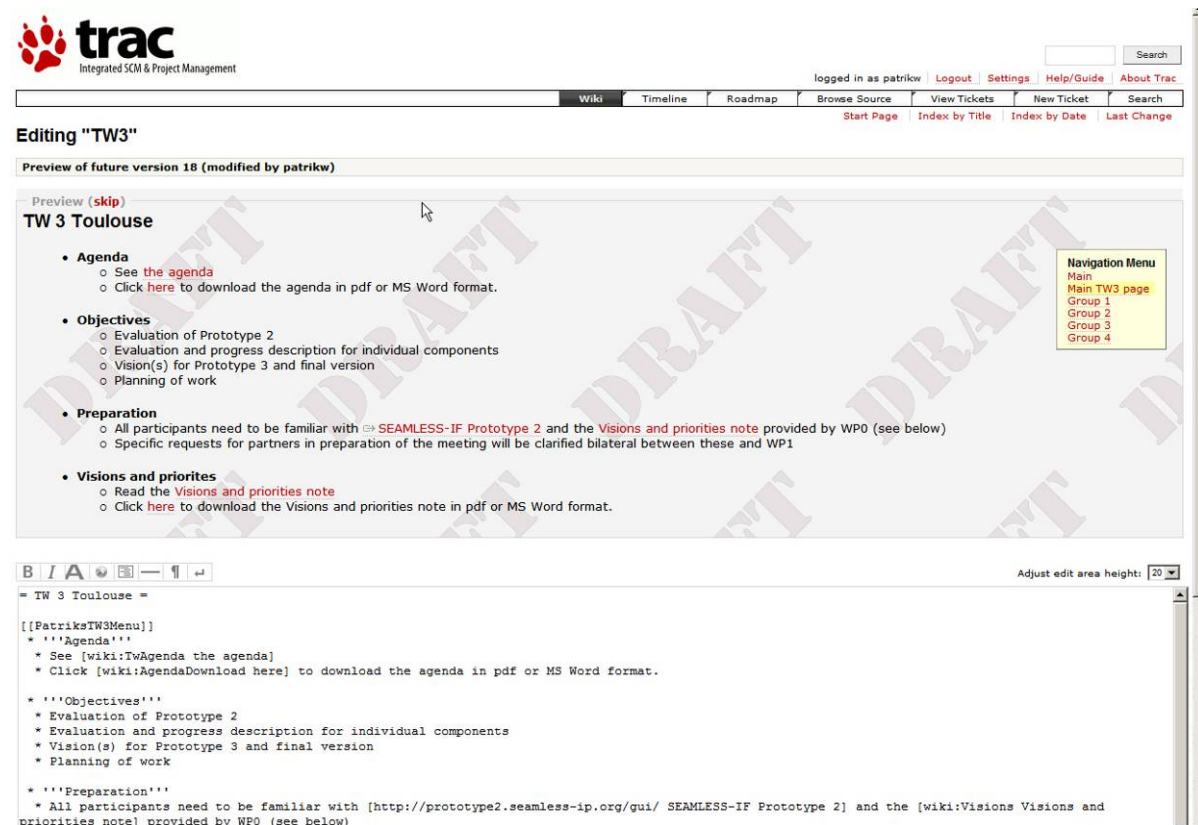 trac
Integrated SCM & Project Management
Search
logged in as patrikw Logout Settings Help/Guide About Trac
Wiki Timeline Roadmap Browse Source View Tickets New Ticket Search
Start Page Index by Title Index by Date Last Change
Editing "TW3"
Preview of future version 18 (modified by patrikw)
Preview (skip)
TW 3 Toulouse
• Agenda
o See the agenda
o Click here to download the agenda in pdf or MS Word format.
• Objectives
o Evaluation of Prototype 2
o Evaluation and progress description for individual components
o Vision(s) for Prototype 3 and final version
o Planning of work
• Preparation
o All participants need to be familiar with SEAMLESS-IF Prototype 2 and the Visions and priorities note provided by WP0 (see below)
o Specific requests for partners in preparation of the meeting will be clarified bilateral between these and WP1
• Visions and priorites
o Read the Visions and priorities note
o Click here to download the Visions and priorities note in pdf or MS Word format.
Navigation Menu
Main
Main TW3 page
Group 1
Group 2
Group 3
Group 4
DRAFT DRAFT DRAFT DRAFT
B I A ¶ ↵
Adjust edit area height: 20
= TW 3 Toulouse =
[[PatriksTW3Menu]]
* '''Agenda'''
* See [wiki:TwAgenda the agenda]
* Click [wiki:AgendaDownload here] to download the agenda in pdf or MS Word format.
* '''Objectives'''
* Evaluation of Prototype 2
* Evaluation and progress description for individual components
* Vision(s) for Prototype 3 and final version
* Planning of work
* '''Preparation'''
* All participants need to be familiar with [http://prototype2.seamless-ip.org/gui/ SEAMLESS-IF Prototype 2] and the [wiki:Visions Visions and
priorities note] provided by WP0 (see below)